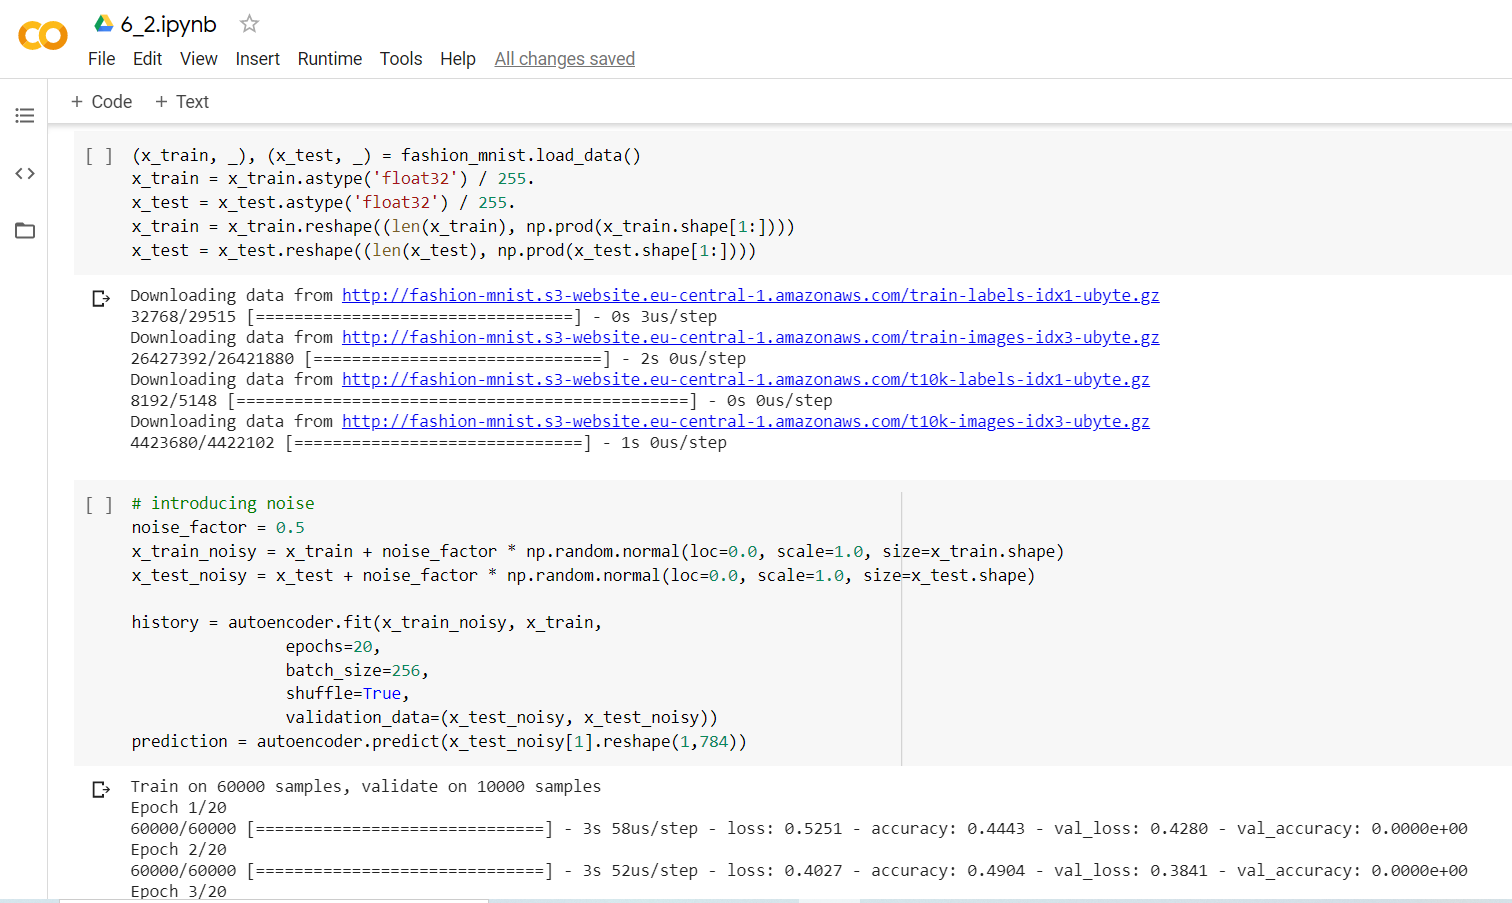 6_2.ipynb
File Edit View Insert Runtime Tools Help All changes saved
+ Code + Text
[ ] (x_train, _), (x_test, _) = fashion_mnist.load_data()
x_train = x_train.astype('float32') / 255.
x_test = x_test.astype('float32') / 255.
x_train = x_train.reshape((len(x_train), np.prod(x_train.shape[1:])))
x_test = x_test.reshape((len(x_test), np.prod(x_test.shape[1:])))
Downloading data from http://fashion-mnist.s3-website.eu-central-1.amazonaws.com/train-labels-idx1-ubyte.gz
32768/29515 [=================================] - 0s 3us/step
Downloading data from http://fashion-mnist.s3-website.eu-central-1.amazonaws.com/train-images-idx3-ubyte.gz
26427392/26421880 [==============================] - 2s 0us/step
Downloading data from http://fashion-mnist.s3-website.eu-central-1.amazonaws.com/t10k-labels-idx1-ubyte.gz
8192/5148 [===============================================] - 0s 0us/step
Downloading data from http://fashion-mnist.s3-website.eu-central-1.amazonaws.com/t10k-images-idx3-ubyte.gz
4423680/4422102 [==============================] - 1s 0us/step
[ ] # introducing noise
noise_factor = 0.5
x_train_noisy = x_train + noise_factor * np.random.normal(loc=0.0, scale=1.0, size=x_train.shape)
x_test_noisy = x_test + noise_factor * np.random.normal(loc=0.0, scale=1.0, size=x_test.shape)
history = autoencoder.fit(x_train_noisy, x_train,
epochs=20,
batch_size=256,
shuffle=True,
validation_data=(x_test_noisy, x_test_noisy))
prediction = autoencoder.predict(x_test_noisy[1].reshape(1,784))
Train on 60000 samples, validate on 10000 samples
Epoch 1/20
60000/60000 [==============================] - 3s 58us/step - loss: 0.5251 - accuracy: 0.4443 - val_loss: 0.4280 - val_accuracy: 0.0000e+00
Epoch 2/20
60000/60000 [==============================] - 3s 52us/step - loss: 0.4027 - accuracy: 0.4904 - val_loss: 0.3841 - val_accuracy: 0.0000e+00
Epoch 3/20